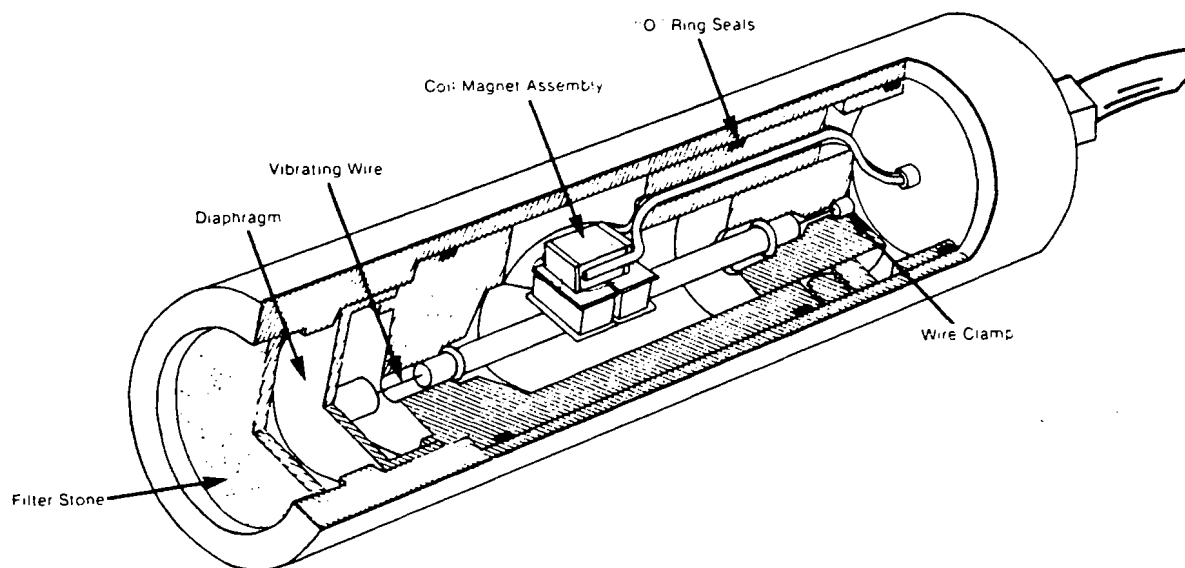 "O" Ring Seals
Coil Magnet Assembly
Vibrating Wire
Diaphragm
Wire Clamp
Filter Stone